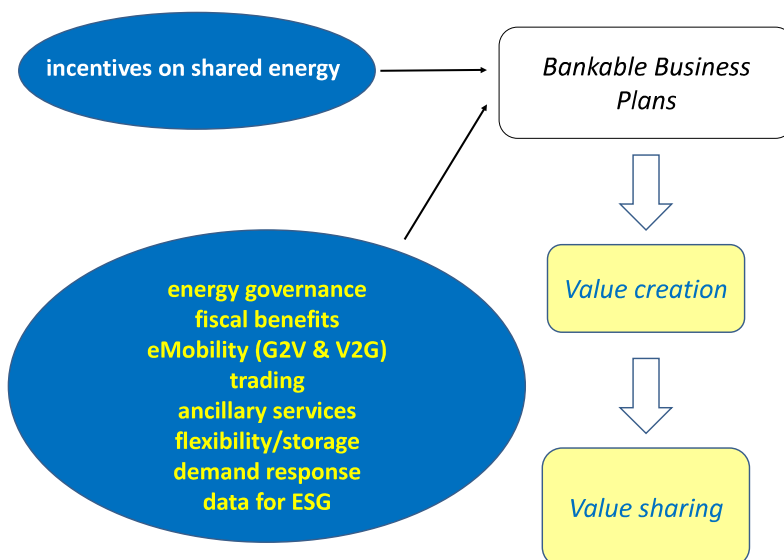 incentives on shared energy
Bankable Business
Plans
energy governance
fiscal benefits
eMobility (G2V & V2G)
trading
ancillary services
flexibility/storage
demand response
data for ESG
Value creation
Value sharing